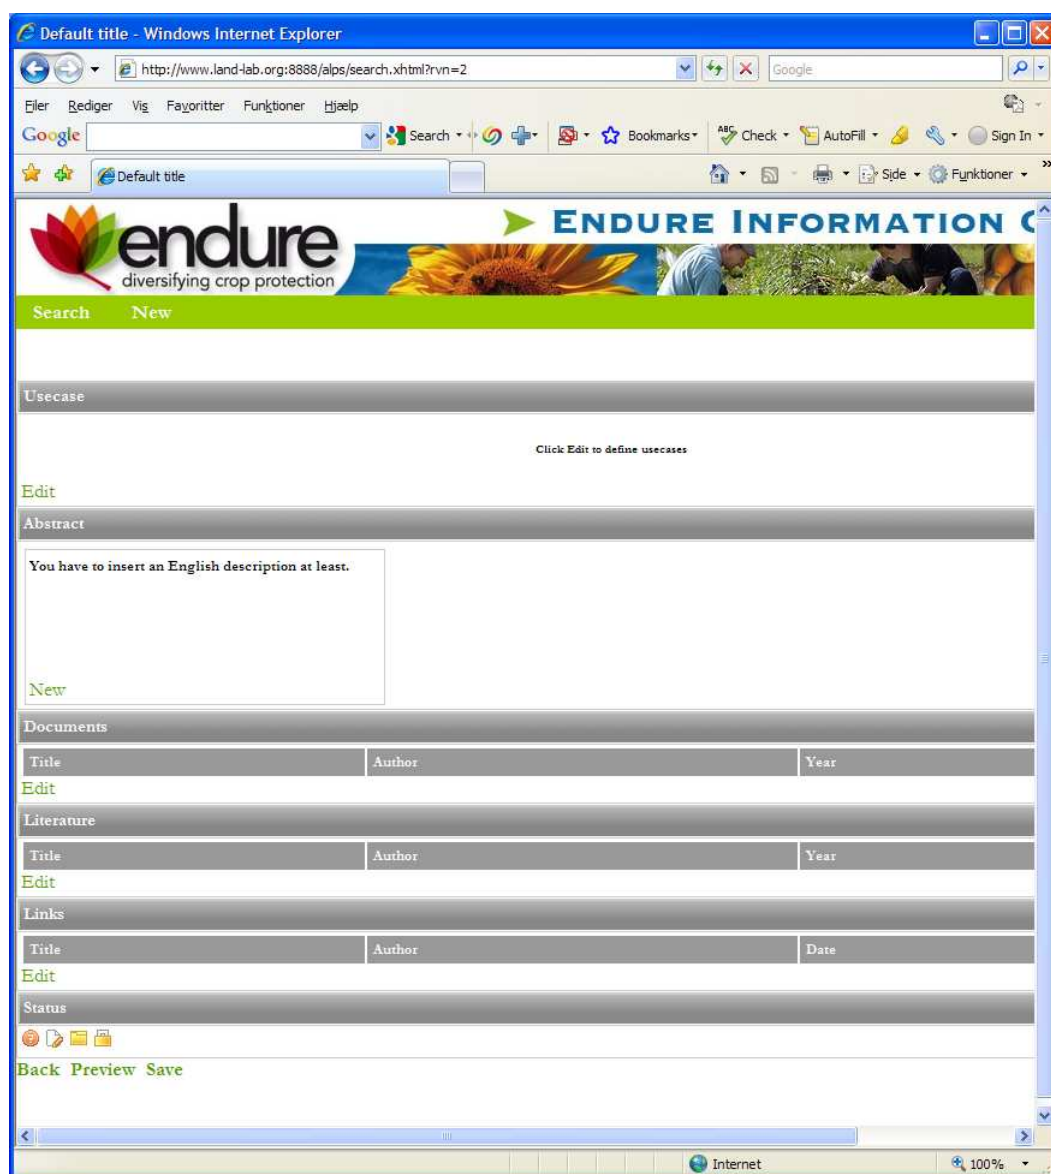 Default title - Windows Internet Explorer
http://www.land-lab.org:8888/alps/search.xhtml?rvn=2 Google
Filer Rediger Vis Favoritter Funktioner Hjælp
Google Search Bookmarks ABC Check AutoFill Sign In
Default title Side Funktioner
endure
diversifying crop protection
ENDURE INFORMATION C
Search New
Usecase
Click Edit to define usecases
Edit
Abstract
You have to insert an English description at least.
New
Documents
Title Author Year
Edit
Literature
Title Author Year
Edit
Links
Title Author Date
Edit
Status
Back Preview Save
Internet 100%